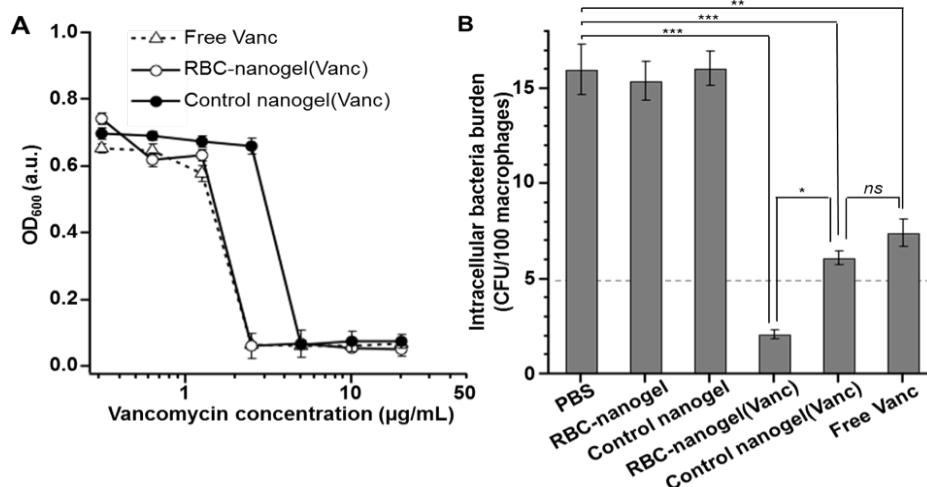 A
Free Vanc
RBC-nanogel(Vanc)
Control nanogel(Vanc)
1.0
0.8
0.6
0.4
0.2
0.0
OD600 (a.u.)
1
10
50
Vancomycin concentration (µg/mL)
B
**
***
***
*
ns
15
10
5
0
Intracellular bacteria burden
(CFU/100 macrophages)
PBS
RBC-nanogel
Control nanogel
RBC-nanogel(Vanc)
Control nanogel(Vanc)
Free Vanc